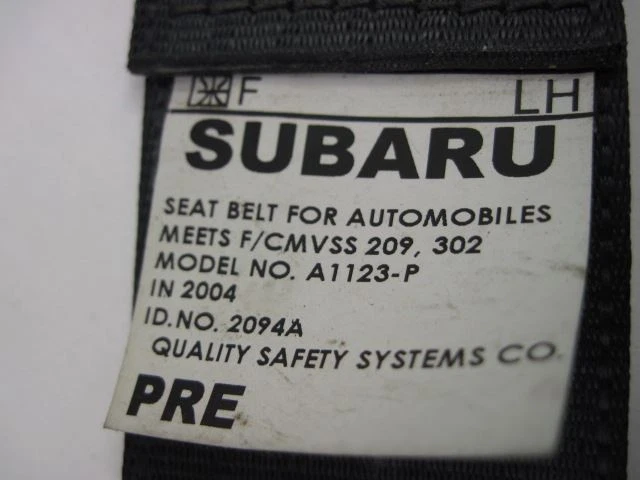 F LH
SUBARU
SEAT BELT FOR AUTOMOBILES
MEETS F/CMVSS 209, 302
MODEL NO. A1123-P
IN 2004
ID.NO. 2094A
QUALITY SAFETY SYSTEMS CO.
PRE